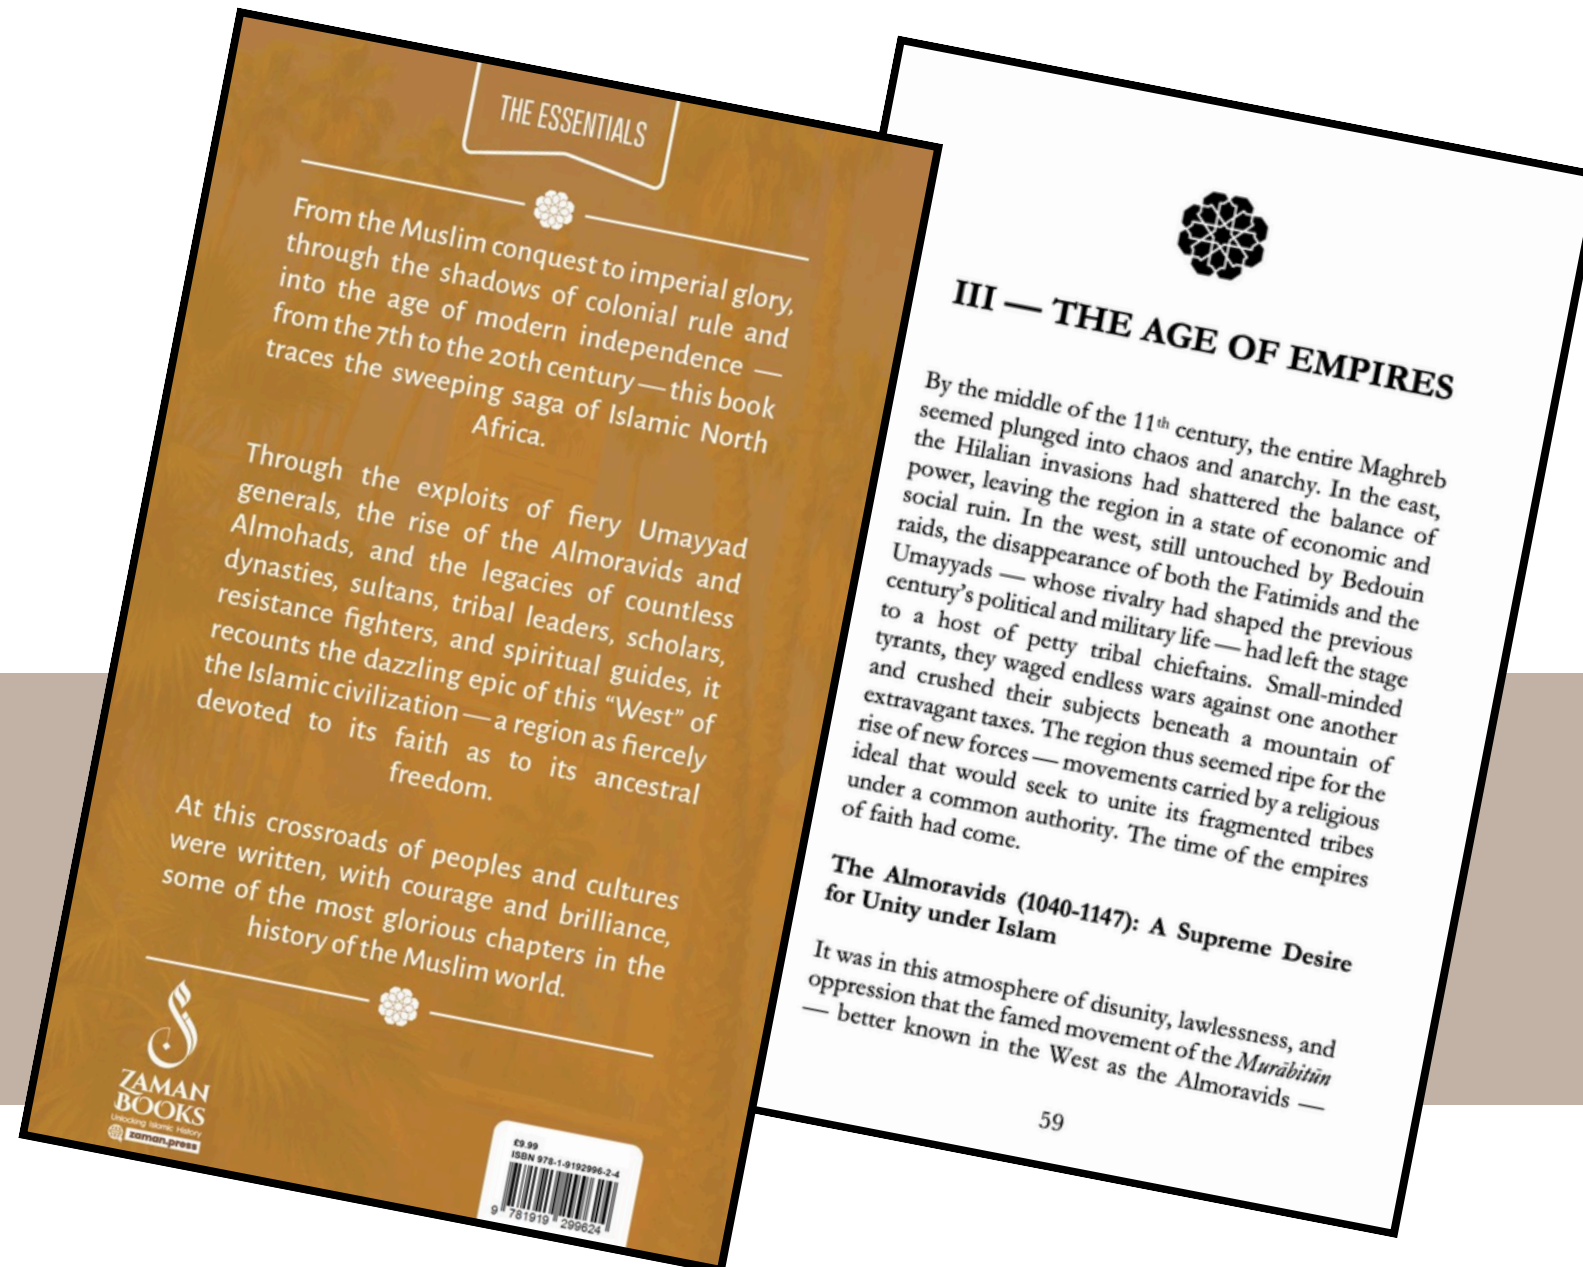 THE ESSENTIALS
From the Muslim conquest to imperial glory,
through the shadows of colonial rule and
into the age of modern independence —
from the 7th to the 20th century — this book
traces the sweeping saga of Islamic North
Africa.
Through the exploits of fiery Umayyad
generals, the rise of the Almoravids and
Almohads, and the legacies of countless
dynasties, sultans, tribal leaders, scholars,
resistance fighters, and spiritual guides, it
recounts the dazzling epic of this “West” of
the Islamic civilization — a region as fiercely
devoted to its faith as to its ancestral
freedom.
At this crossroads of peoples and cultures
were written, with courage and brilliance,
some of the most glorious chapters in the
history of the Muslim world.
ZAMAN
BOOKS
Unlocking Islamic History
zaman.press
£9.99
ISBN 978-1-9192996-2-4
9 781919 299624
III — THE AGE OF EMPIRES
By the middle of the 11th century, the entire Maghreb
seemed plunged into chaos and anarchy. In the east,
the Hilalian invasions had shattered the balance of
power, leaving the region in a state of economic and
social ruin. In the west, still untouched by Bedouin
raids, the disappearance of both the Fatimids and the
Umayyads — whose rivalry had shaped the previous
century’s political and military life — had left the stage
to a host of petty tribal chieftains. Small-minded
tyrants, they waged endless wars against one another
and crushed their subjects beneath a mountain of
extravagant taxes. The region thus seemed ripe for the
rise of new forces — movements carried by a religious
ideal that would seek to unite its fragmented tribes
under a common authority. The time of the empires
of faith had come.
The Almoravids (1040-1147): A Supreme Desire
for Unity under Islam
It was in this atmosphere of disunity, lawlessness, and
oppression that the famed movement of the Murābitūn
— better known in the West as the Almoravids —
59